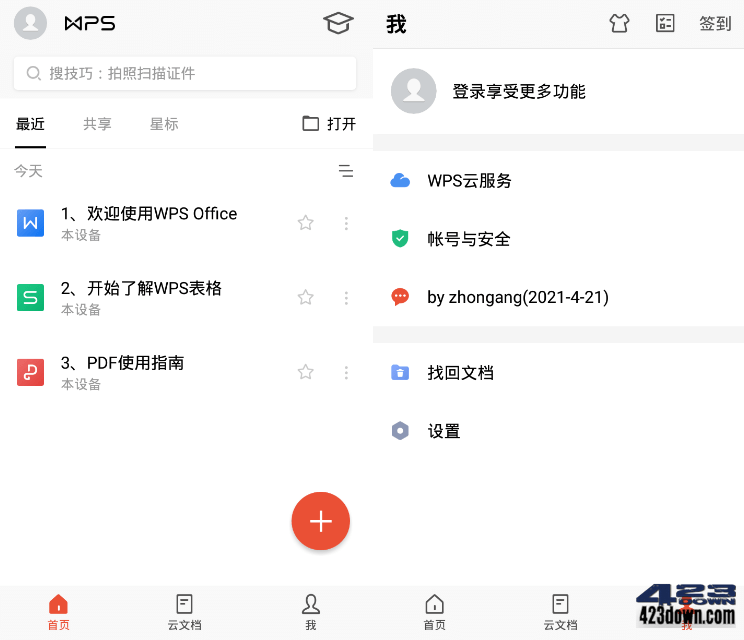 WPS
搜技巧：拍照扫描证件
最近
共享
星标
打开
今天
1、欢迎使用WPS Office
本设备
2、开始了解WPS表格
本设备
3、PDF使用指南
本设备
首页
云文档
我
我
签到
登录享受更多功能
WPS云服务
帐号与安全
by zhongang(2021-4-21)
找回文档
设置
首页
云文档
我
423
DOWN
423down.com